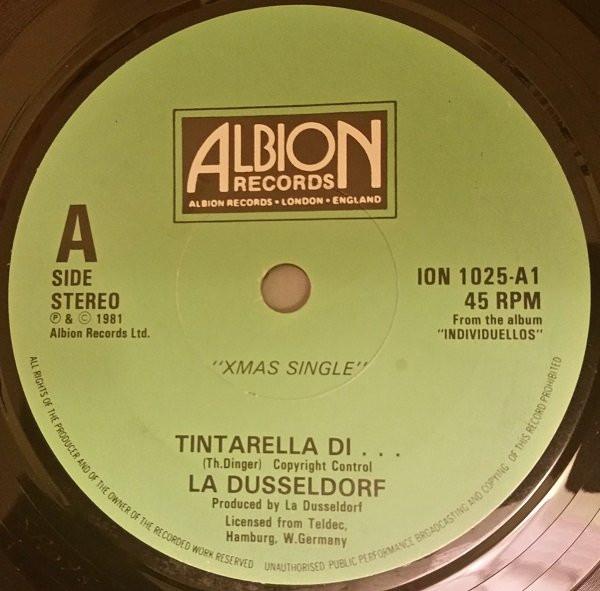 ALBION
RECORDS
ALBION RECORDS • LONDON • ENGLAND
A
SIDE
STEREO
℗ & © 1981
Albion Records Ltd.
ION 1025-A1
45 RPM
From the album
"INDIVIDUELLOS"
"XMAS SINGLE"
TINTARELLA DI . . .
(Th.Dinger) Copyright Control
LA DUSSELDORF
Produced by La Dusseldorf
Licensed from Teldec,
Hamburg, W.Germany
ALL RIGHTS OF THE PRODUCER AND OF THE OWNER OF THE RECORDED WORK RESERVED UNAUTHORISED PUBLIC PERFORMANCE BROADCASTING AND COPYING OF THIS RECORD PROHIBITED